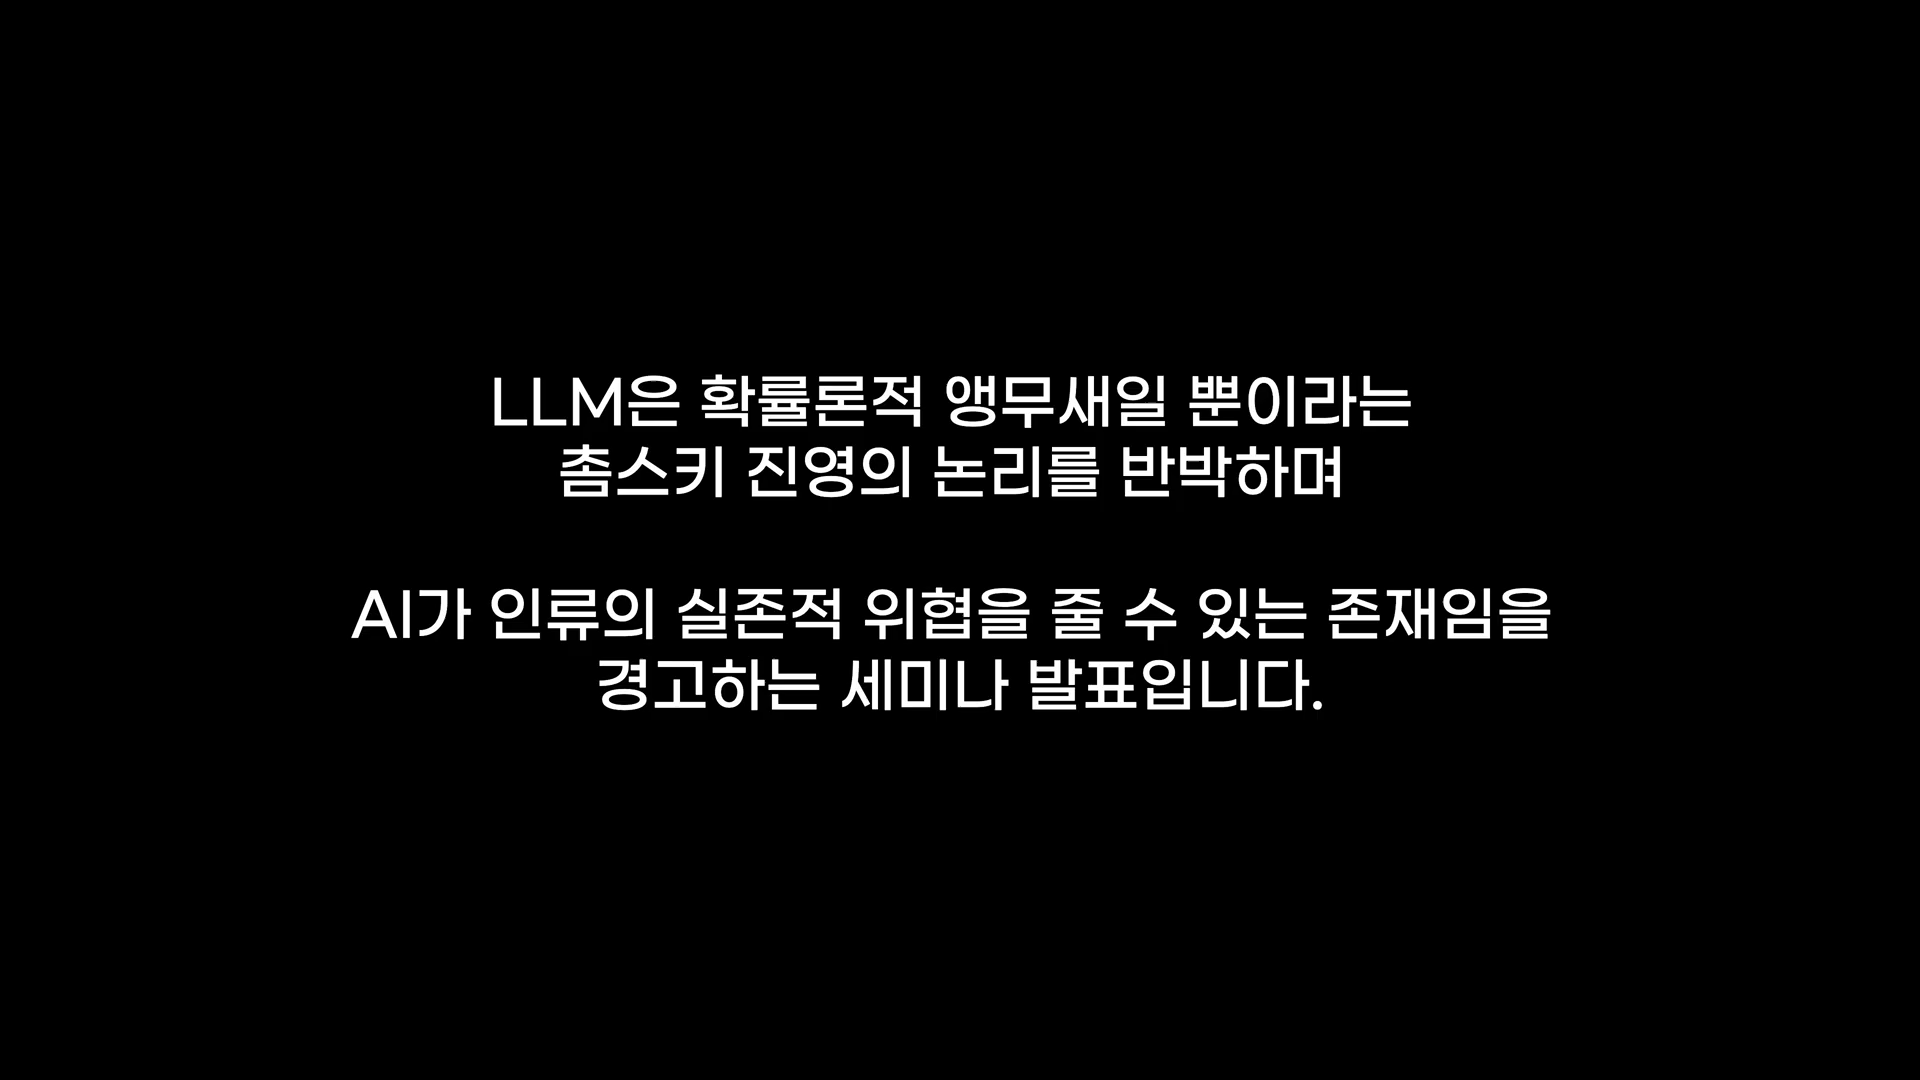 LLM은 확률론적 앵무새일 뿐이라는
촘스키 진영의 논리를 반박하며
AI가 인류의 실존적 위협을 줄 수 있는 존재임을
경고하는 세미나 발표입니다.